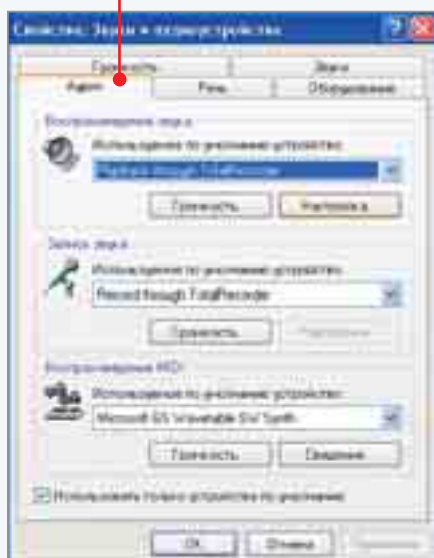 Свойства: Звуки и аудиоустройства
Громкость Звуки
Аудио Речь Оборудование
Воспроизведение звука
Используемое по умолчанию устройство:
Playback through TotalRecorder
Громкость Настройка
Запись звука
Используемое по умолчанию устройство:
Record through TotalRecorder
Громкость
Воспроизведение MIDI
Используемое по умолчанию устройство:
Microsoft GS Wavetable SW Synth
Громкость Сведения
Использовать только устройства по умолчанию
ОК Отмена